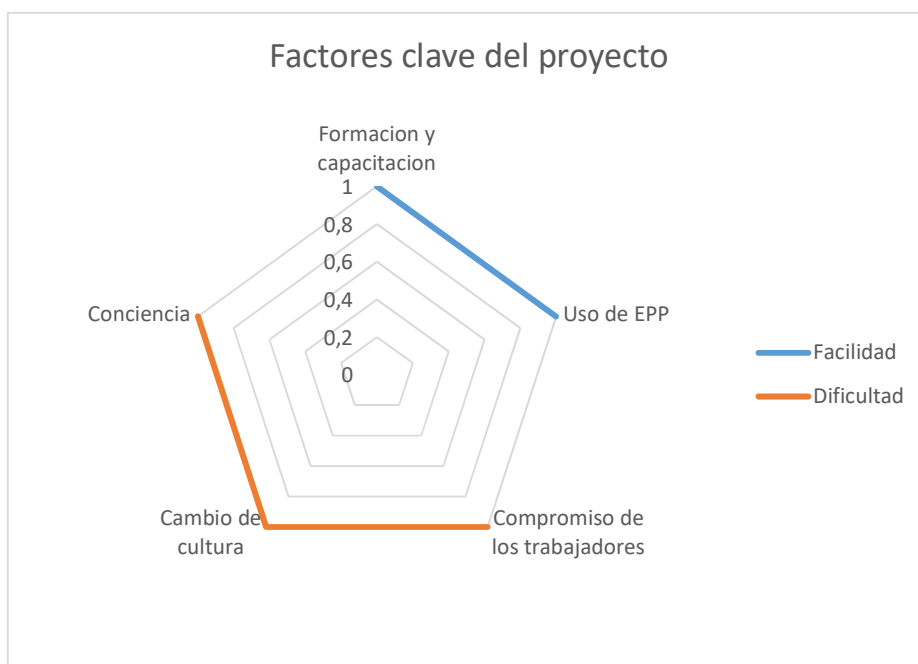 Factores clave del proyecto
Formacion y
capacitacion
1
0,8
0,6
0,4
0,2
0
Uso de EPP
Compromiso de
los trabajadores
Cambio de
cultura
Conciencia
Facilidad
Dificultad